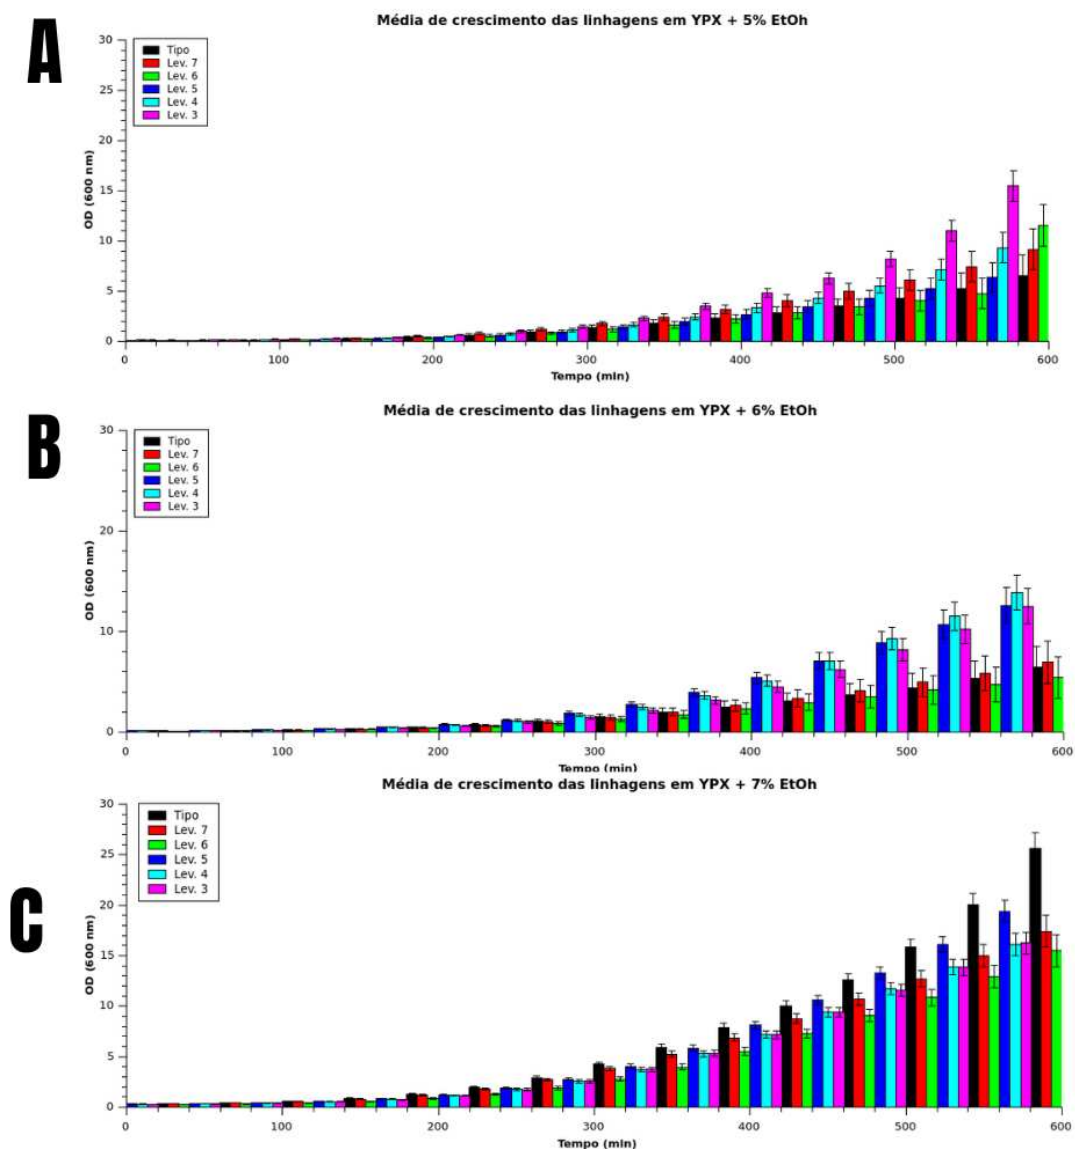 A
Média de crescimento das linhagens em YPX + 5% EtOh
30
20
15
10
5
0
OD (600 nm)
Tipo
Lev. 7
Lev. 6
Lev. 5
Lev. 4
Lev. 3
0 100 200 300 400 500 600
Tempo (min)
B
Média de crescimento das linhagens em YPX + 6% EtOh
30
20
10
0
OD (600 nm)
Tipo
Lev. 7
Lev. 6
Lev. 5
Lev. 4
Lev. 3
0 100 200 300 400 500 600
Tempo (min)
C
Média de crescimento das linhagens em YPX + 7% EtOh
30
25
20
15
10
5
0
OD (600 nm)
Tipo
Lev. 7
Lev. 6
Lev. 5
Lev. 4
Lev. 3
0 100 200 300 400 500 600
Tempo (min)